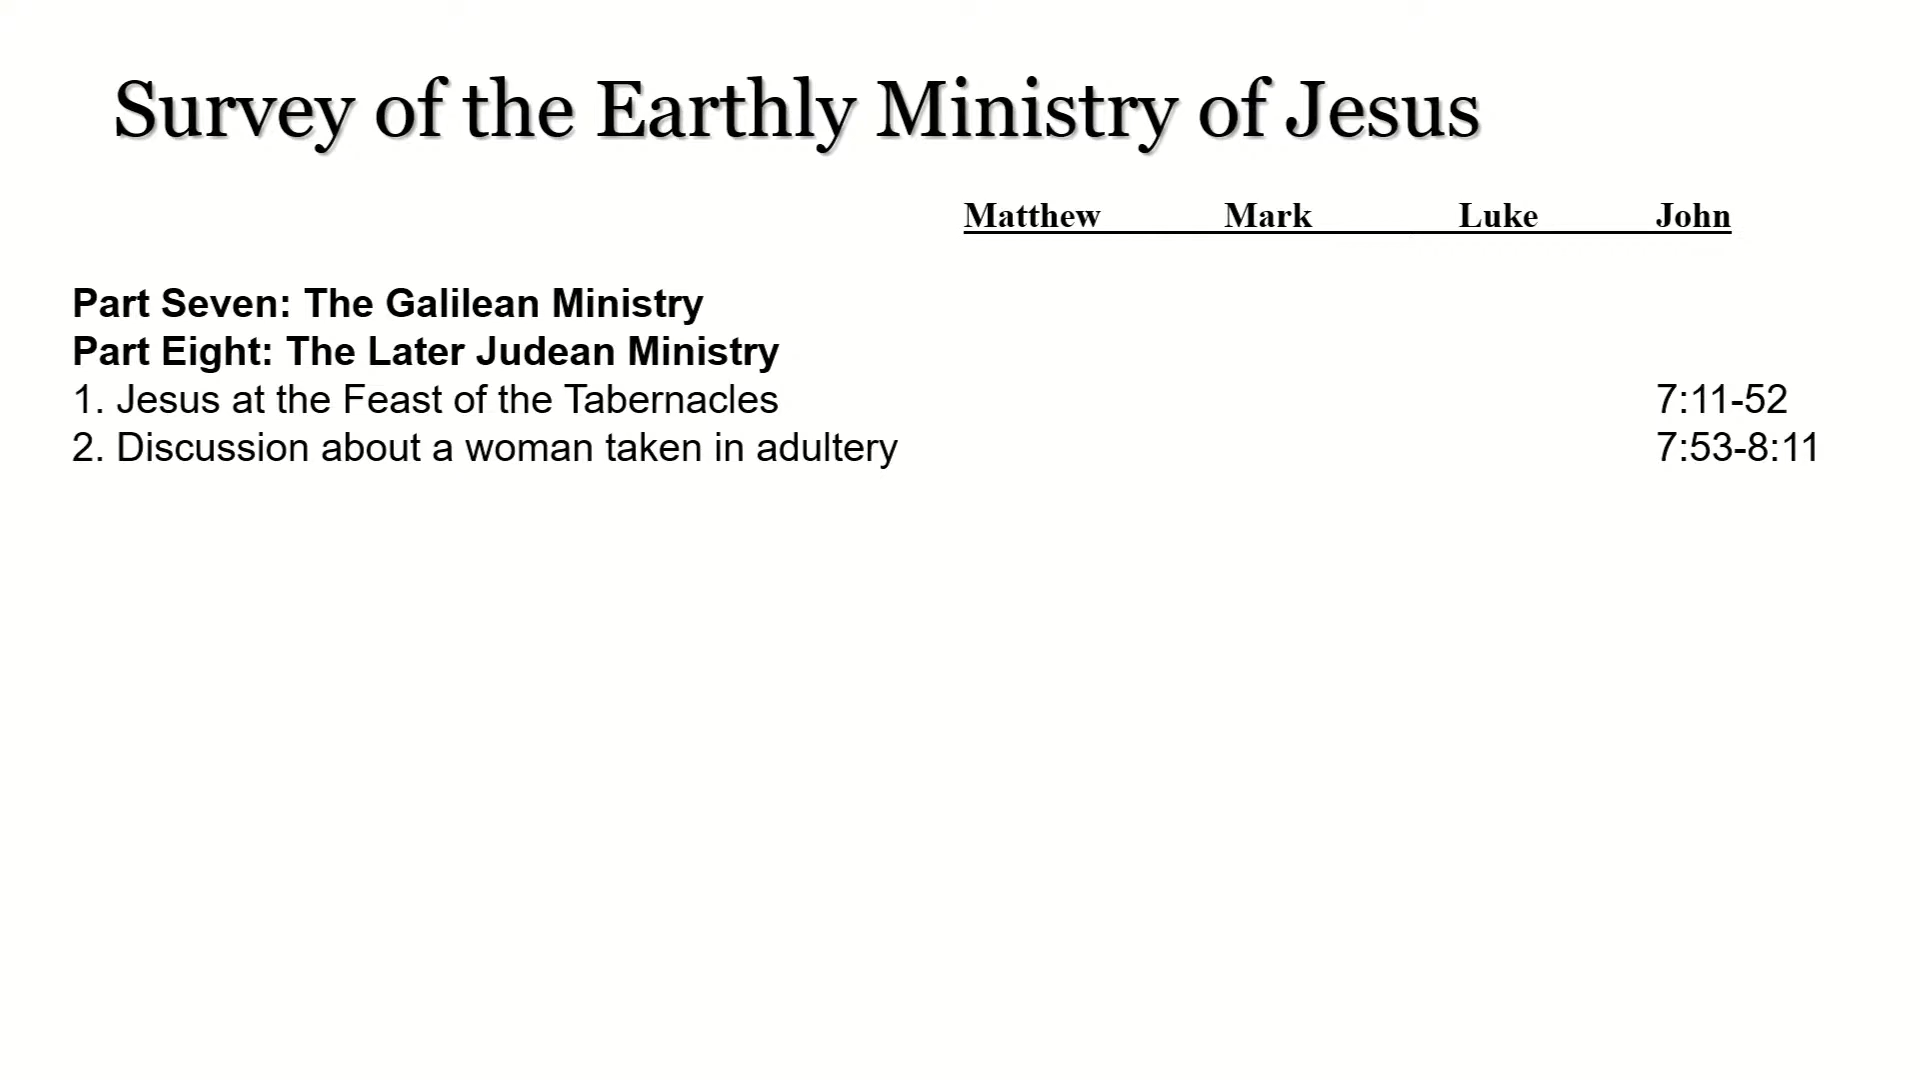 Survey of the Earthly Ministry of Jesus
Matthew Mark Luke John
Part Seven: The Galilean Ministry
Part Eight: The Later Judean Ministry
1. Jesus at the Feast of the Tabernacles 7:11-52
2. Discussion about a woman taken in adultery 7:53-8:11